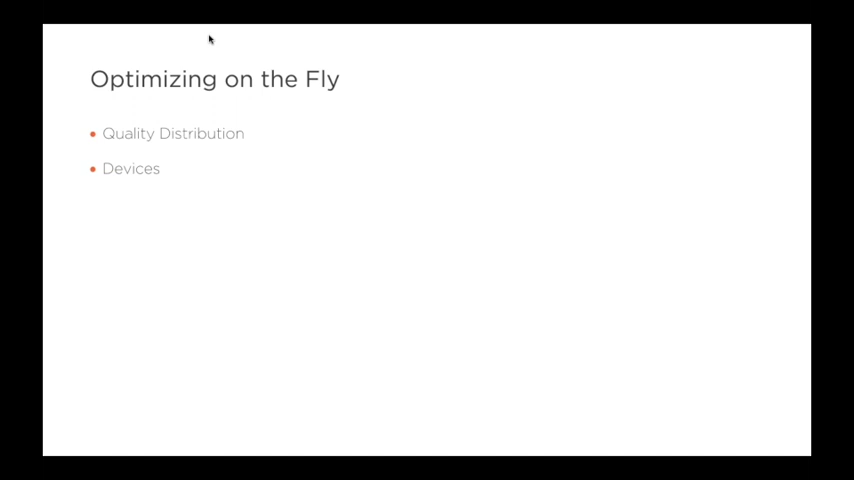 Optimizing on the Fly
• Quality Distribution
• Devices